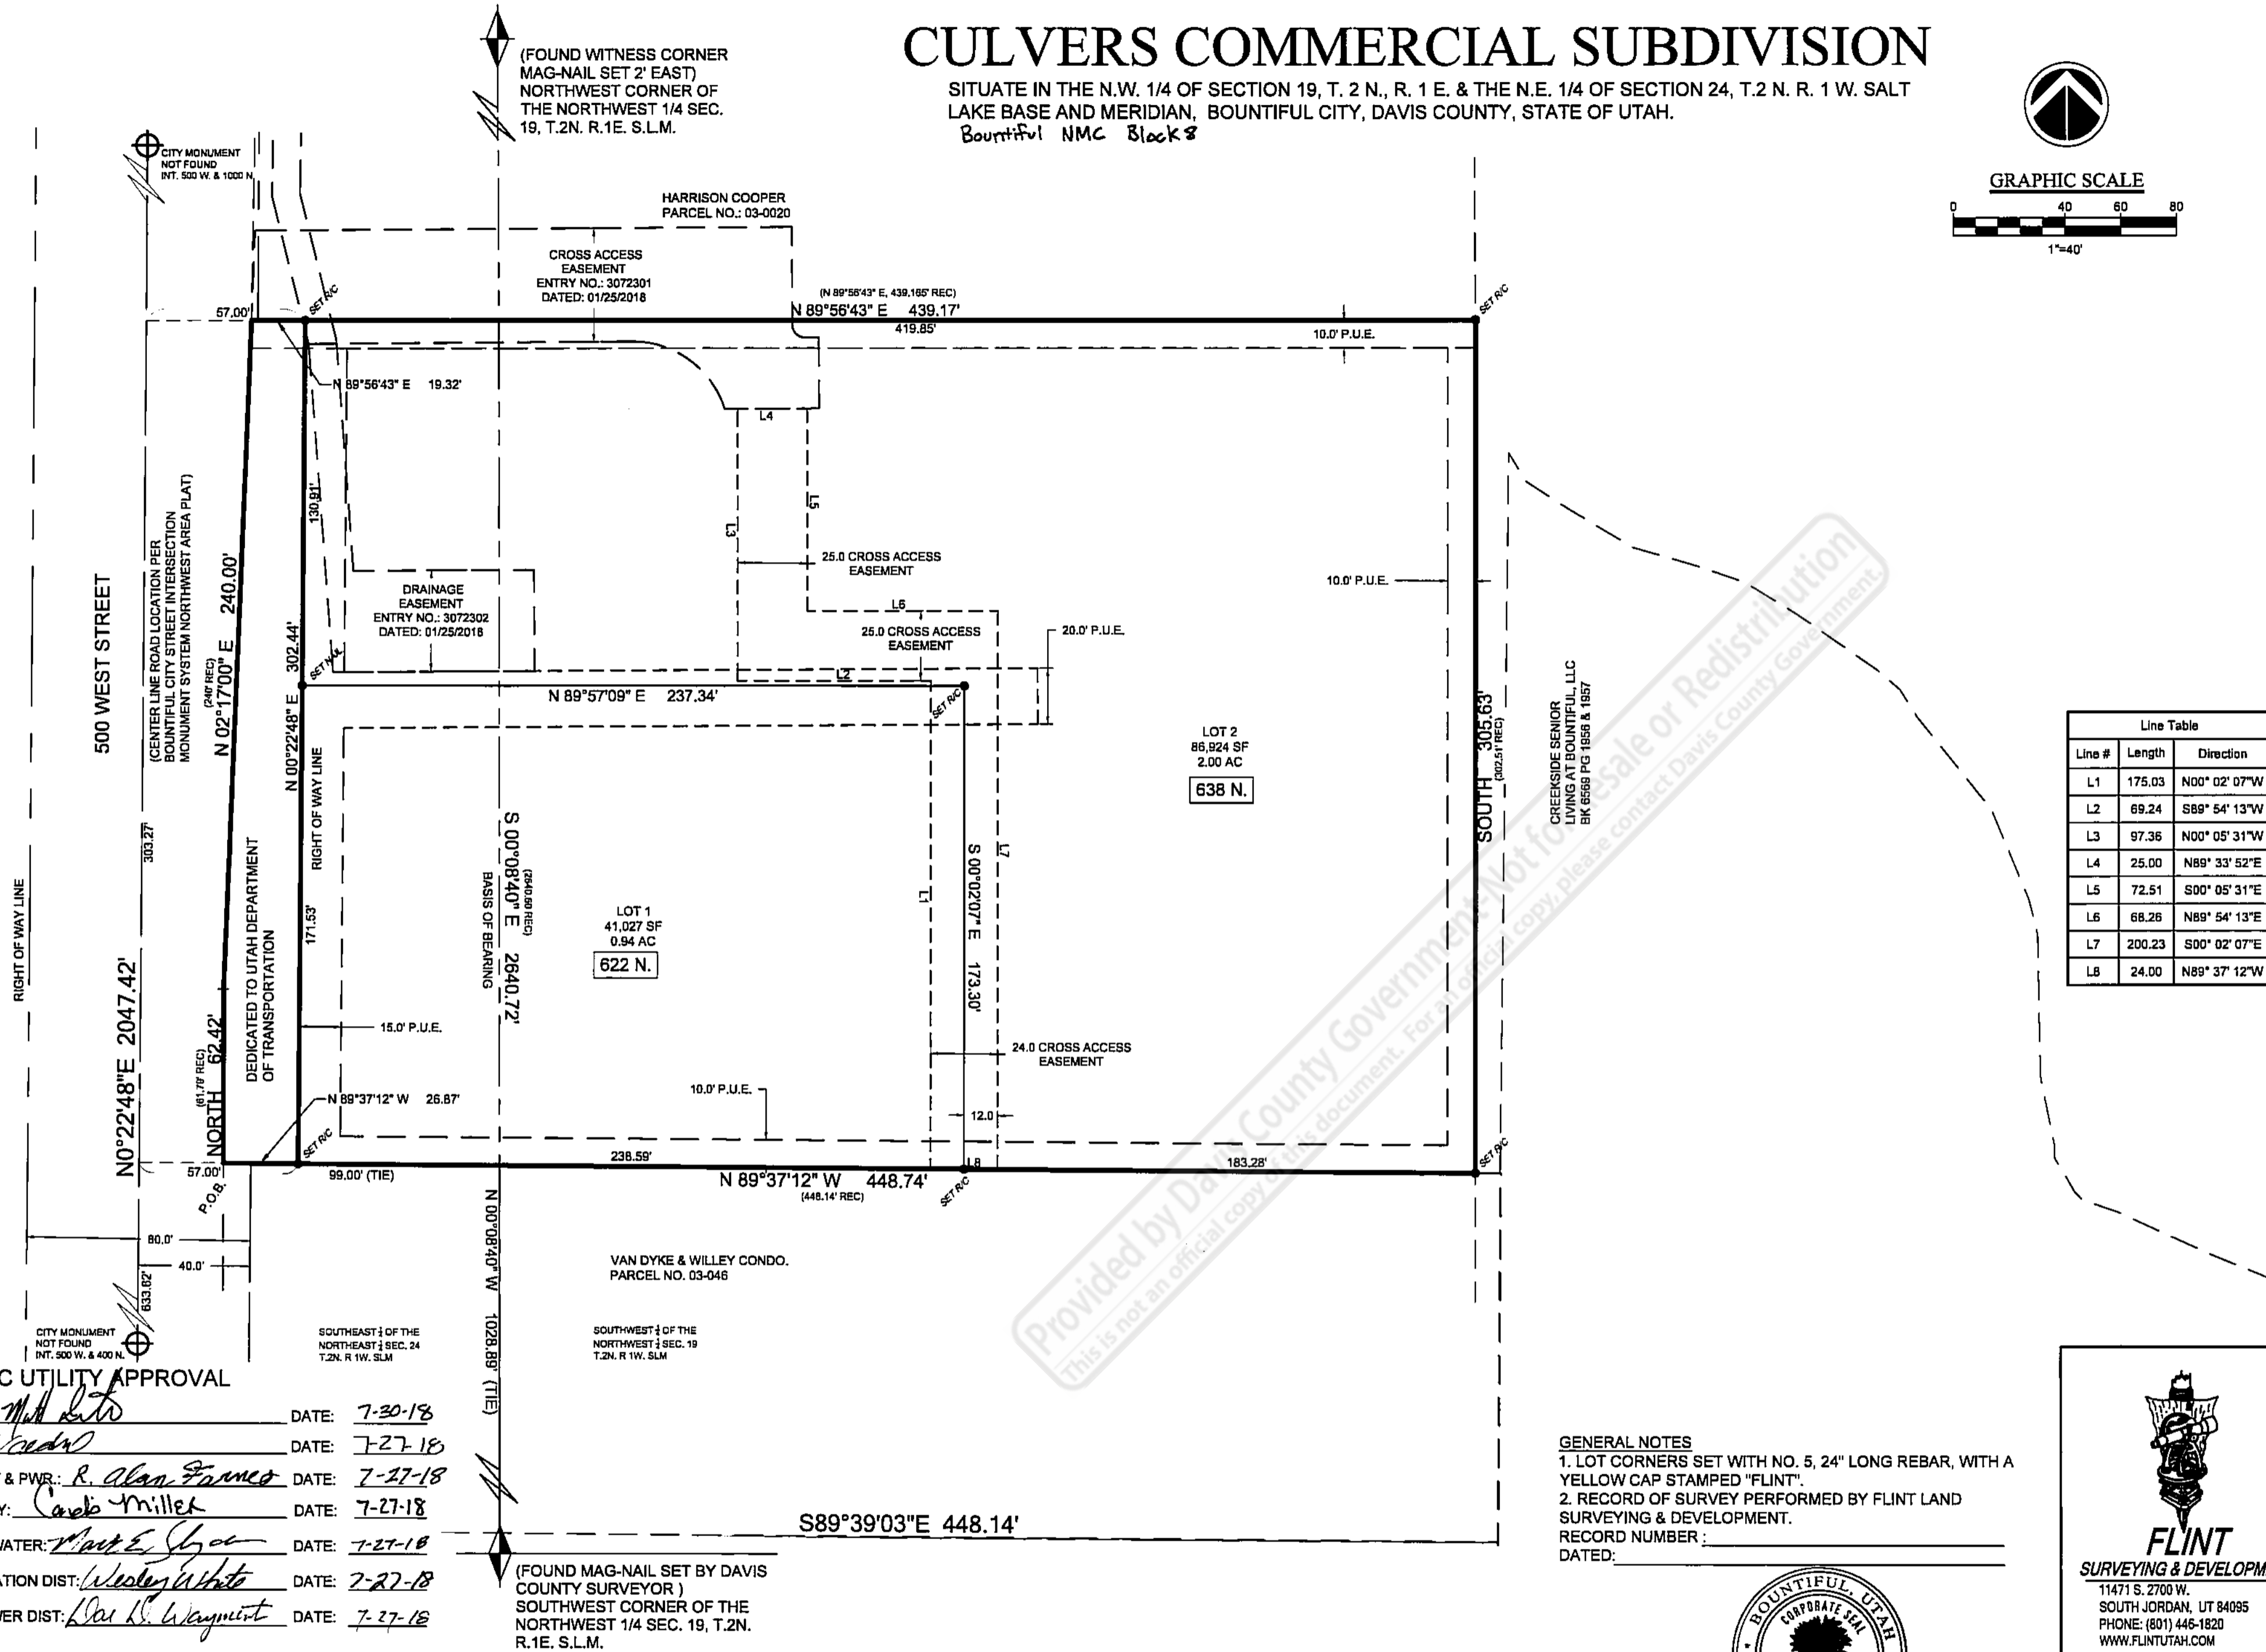 CULVERS COMMERCIAL SUBDIVISION
SITUATE IN THE N.W. 1/4 OF SECTION 19, T. 2 N., R. 1 E. & THE N.E. 1/4 OF SECTION 24, T.2 N. R. 1 W. SALT
LAKE BASE AND MERIDIAN, BOUNTIFUL CITY, DAVIS COUNTY, STATE OF UTAH.
Bountiful NMC Block 8
(FOUND WITNESS CORNER
MAG-NAIL SET 2' EAST)
NORTHWEST CORNER OF
THE NORTHWEST 1/4 SEC.
19, T.2N. R.1E. S.L.M.
CITY MONUMENT
NOT FOUND
INT. 500 W. & 1000 N.
GRAPHIC SCALE
0 40 60 80
1"=40'
HARRISON COOPER
PARCEL NO.: 03-0020
CROSS ACCESS
EASEMENT
ENTRY NO.: 3072301
DATED: 01/25/2018
57.00'
SET R/C
(N 89°56'43" E, 439.165' REC)
N 89°56'43" E 439.17'
419.85'
SET R/C
10.0' P.U.E.
N 89°56'43" E 19.32'
L4
130.91'
L5
L3
25.0 CROSS ACCESS
EASEMENT
10.0' P.U.E.
DRAINAGE
EASEMENT
ENTRY NO.: 3072302
DATED: 01/25/2018
L6
25.0 CROSS ACCESS
EASEMENT
20.0' P.U.E.
500 WEST STREET
(CENTER LINE ROAD LOCATION PER
BOUNTIFUL CITY STREET INTERSECTION
MONUMENT SYSTEM NORTHWEST AREA PLAT)
N 02°17'00" E 240.00'
(240' REC)
N 00°22'48" E 302.44'
SET NAIL
L2
N 89°57'09" E 237.34'
SET R/C
LOT 2
86,924 SF
2.00 AC
638 N.
SOUTH 305.63'
(302.51' REC)
CREEKSIDE SENIOR
LIVING AT BOUNTIFUL, LLC
BK 6569 PG 1956 & 1957
Line Table
Line # Length Direction
L1 175.03 N00° 02' 07"W
L2 69.24 S89° 54' 13"W
L3 97.36 N00° 05' 31"W
L4 25.00 N89° 33' 52"E
L5 72.51 S00° 05' 31"E
L6 68.26 N89° 54' 13"E
L7 200.23 S00° 02' 07"E
L8 24.00 N89° 37' 12"W
RIGHT OF WAY LINE
303.27'
N0°22'48"E 2047.42'
DEDICATED TO UTAH DEPARTMENT
OF TRANSPORTATION
RIGHT OF WAY LINE
171.53'
S 00°08'40" E 2640.72'
(2640.60 REC)
BASIS OF BEARING
LOT 1
41,027 SF
0.94 AC
622 N.
L1
S 00°02'07" E 173.30'
L7
15.0' P.U.E.
24.0 CROSS ACCESS
EASEMENT
NORTH 62.42'
(61.79' REC)
N 89°37'12" W 26.87'
10.0' P.U.E.
12.0
SET R/C
57.00'
P.O.B.
99.00' (TIE)
238.59'
N 89°37'12" W 448.74'
(448.14' REC)
L8
SET R/C
183.28'
SET R/C
80.0'
40.0'
633.62'
N 00°08'40" W 1028.89' (TIE)
VAN DYKE & WILLEY CONDO.
PARCEL NO. 03-046
CITY MONUMENT
NOT FOUND
INT. 500 W. & 400 N.
SOUTHEAST ¼ OF THE
NORTHEAST ¼ SEC. 24
T.2N. R 1W. SLM
SOUTHWEST ¼ OF THE
NORTHWEST ¼ SEC. 19
T.2N. R 1W. SLM
Provided by Davis County Government-Not for Resale or Redistribution
This is not an official copy of this document. For an official copy, please contact Davis County Government.
C UTILITY APPROVAL
DATE: 7-30-18
DATE: 7-27-18
& PWR.: R. Alan Farnes DATE: 7-27-18
Y: Miller DATE: 7-27-18
ATER: Mark E. DATE: 7-27-18
TION DIST: Wesley White DATE: 7-27-18
ER DIST: Wayment DATE: 7-27-18
S89°39'03"E 448.14'
(FOUND MAG-NAIL SET BY DAVIS
COUNTY SURVEYOR )
SOUTHWEST CORNER OF THE
NORTHWEST 1/4 SEC. 19, T.2N.
R.1E. S.L.M.
GENERAL NOTES
1. LOT CORNERS SET WITH NO. 5, 24" LONG REBAR, WITH A
YELLOW CAP STAMPED "FLINT".
2. RECORD OF SURVEY PERFORMED BY FLINT LAND
SURVEYING & DEVELOPMENT.
RECORD NUMBER :
DATED:
BOUNTIFUL, UTAH
CORPORATE SEAL
FLINT
SURVEYING & DEVELOPM
11471 S. 2700 W.
SOUTH JORDAN, UT 84095
PHONE: (801) 446-1820
WWW.FLINTUTAH.COM